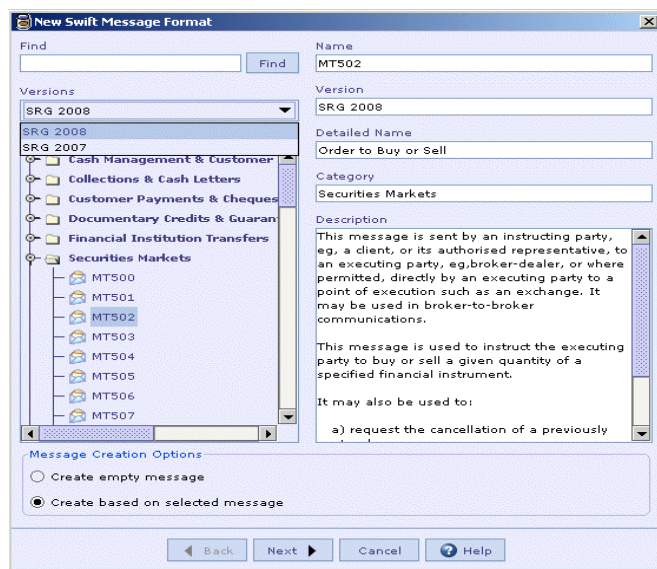 New Swift Message Format
Find
Find
Versions
SRG 2008
SRG 2008
SRG 2007
Cash Management & Customer
Collections & Cash Letters
Customer Payments & Cheques
Documentary Credits & Guaran
Financial Institution Transfers
Securities Markets
MT500
MT501
MT502
MT503
MT504
MT505
MT506
MT507
Name
MT502
Version
SRG 2008
Detailed Name
Order to Buy or Sell
Category
Securities Markets
Description
This message is sent by an instructing party,
eg, a client, or its authorised representative, to
an executing party, eg,broker-dealer, or where
permitted, directly by an executing party to a
point of execution such as an exchange. It
may be used in broker-to-broker
communications.
This message is used to instruct the executing
party to buy or sell a given quantity of a
specified financial instrument.
It may also be used to:
a) request the cancellation of a previously
Message Creation Options
Create empty message
Create based on selected message
Back
Next
Cancel
Help